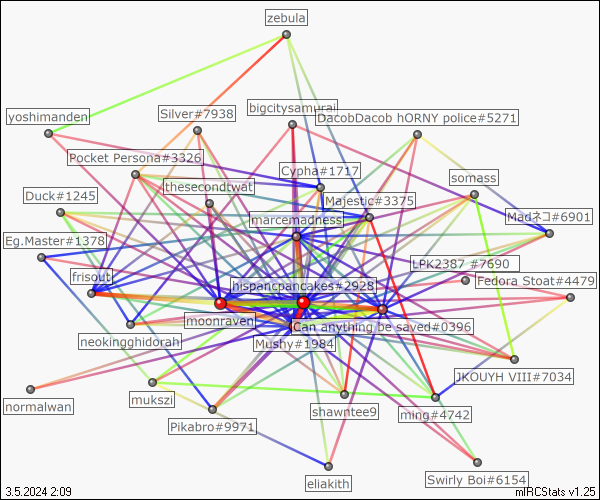 zebula
bigcitysamurai
Silver#7938
yoshimanden
DacobDacob hORNY police#5271
Pocket Persona#3326
Cypha#1717
somass
thesecondtwat
Duck#1245
Majestic#3375
marcemadness
Madネコ#6901
Eg.Master#1378
LPK2387 #7690
frisout
hispancpancakes#2928
Fedora Stoat#4479
moonraven
Can anything be saved#0396
neokingghidorah
Mushy#1984
JKOUYH VIII#7034
mukszi
normalwan
shawntee9
ming#4742
Pikabro#9971
Swirly Boi#6154
eliakith
3.5.2024 2:09
mIRCStats v1.25